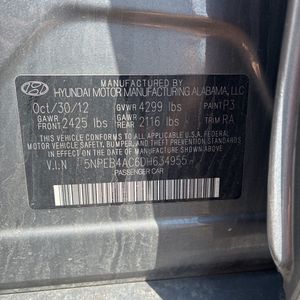 MANUFACTURED BY
HYUNDAI MOTOR MANUFACTURING ALABAMA, LLC
Oct/30/12 GVWR 4299 lbs PAINT P3
GAWR FRONT 2425 lbs GAWR REAR 2116 lbs TRIM RA
THIS VEHICLE CONFORMS TO ALL APPLICABLE U.S.A. FEDERAL
MOTOR VEHICLE SAFETY, BUMPER, AND THEFT PREVENTION
STANDARDS IN EFFECT ON THE DATE OF MANUFACTURE SHOWN ABOVE.
V.I.N 5NPEB4AC6DH634955
PASSENGER CAR